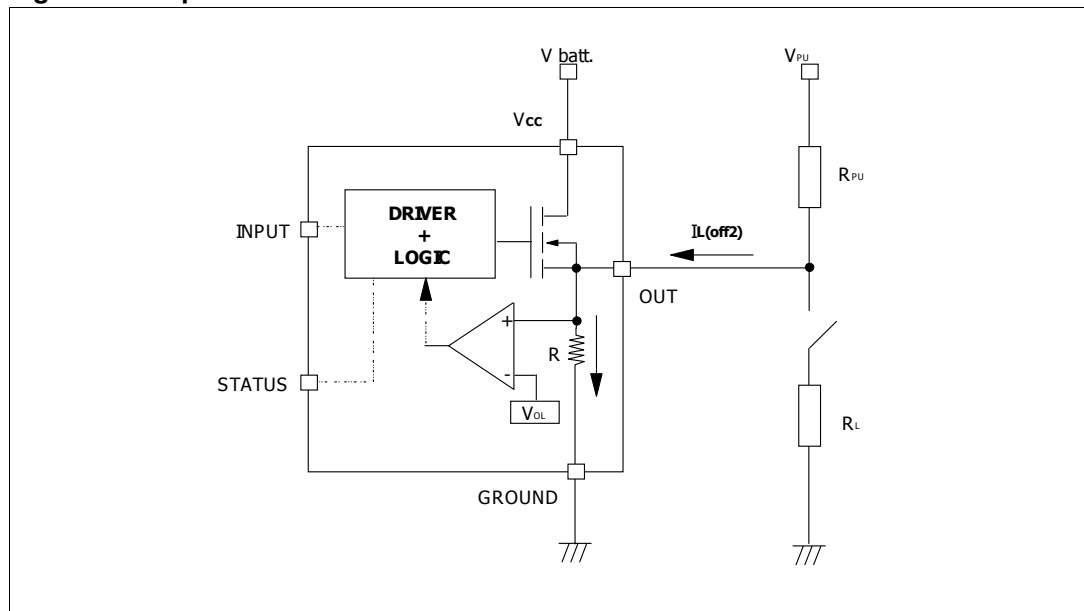 V batt.
VPU
Vcc
RPU
DRIVER
+
LOGIC
INPUT
IL(off2)
OUT
+
R
-
STATUS
VOL
RL
GROUND